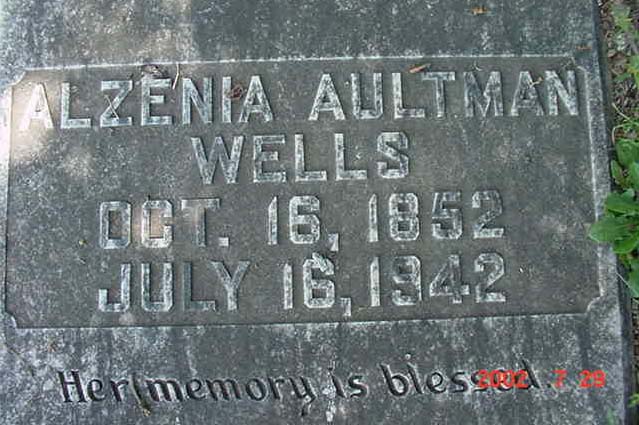 ALZENIA AULTMAN
WELLS
OCT. 16, 1852
JULY 16, 1942
Her memory is blessed.
2002. 7 29